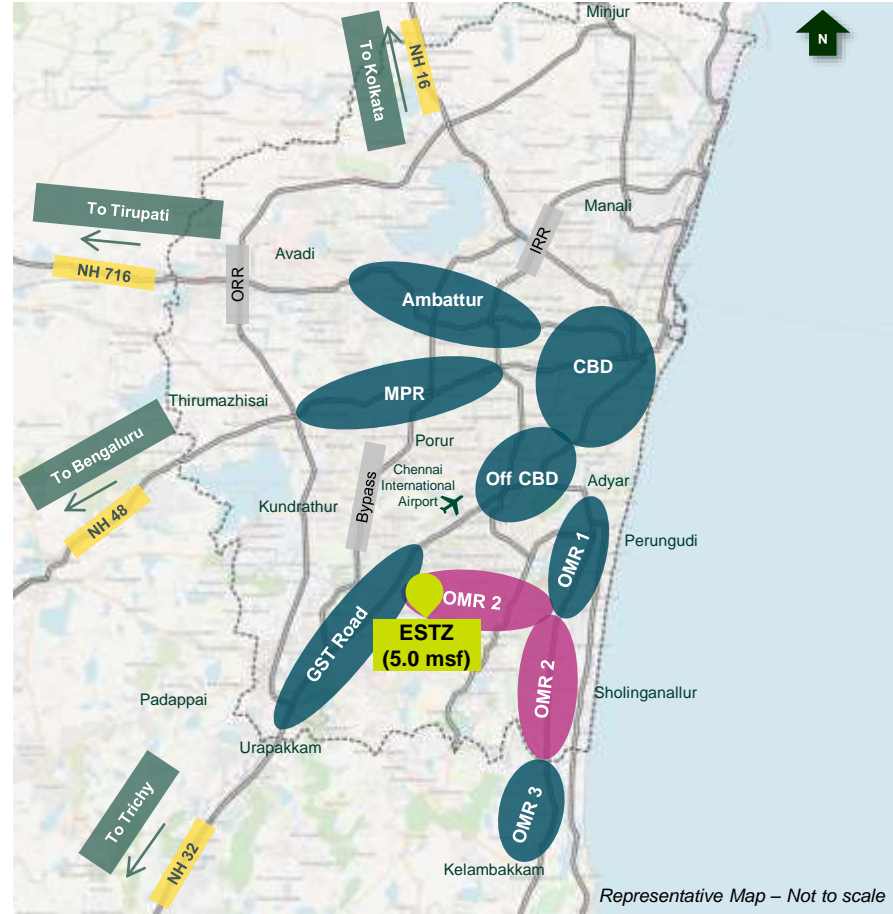 Minjur
N
To Kolkata
NH 16
To Tirupati
NH 716
Manali
IRR
Avadi
ORR
Ambattur
CBD
MPR
Thirumazhisai
To Bengaluru
NH 48
Porur
Chennai
International
Airport
Off CBD
Adyar
Kundrathur
Bypass
OMR 1
Perungudi
OMR 2
ESTZ
(5.0 msf)
GST Road
OMR 2
Sholinganallur
Padappai
Urapakkam
To Trichy
NH 32
OMR 3
Kelambakkam
Representative Map – Not to scale